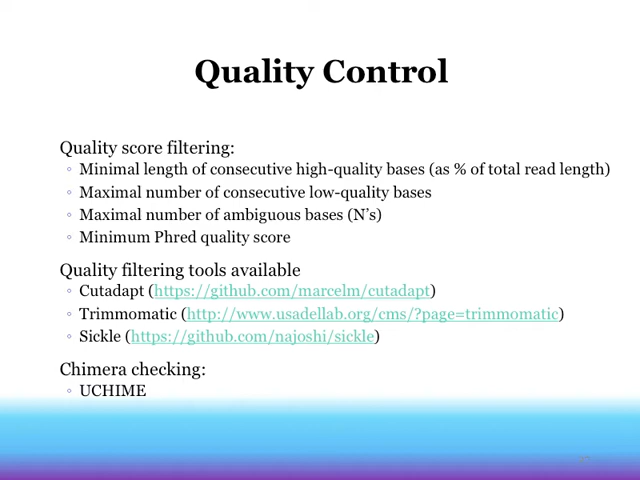 Quality Control
Quality score filtering:
◦ Minimal length of consecutive high-quality bases (as % of total read length)
◦ Maximal number of consecutive low-quality bases
◦ Maximal number of ambiguous bases (N's)
◦ Minimum Phred quality score
Quality filtering tools available
◦ Cutadapt (https://github.com/marcelm/cutadapt)
◦ Trimmomatic (http://www.usadellab.org/cms/?page=trimmomatic)
◦ Sickle (https://github.com/najoshi/sickle)
Chimera checking:
◦ UCHIME